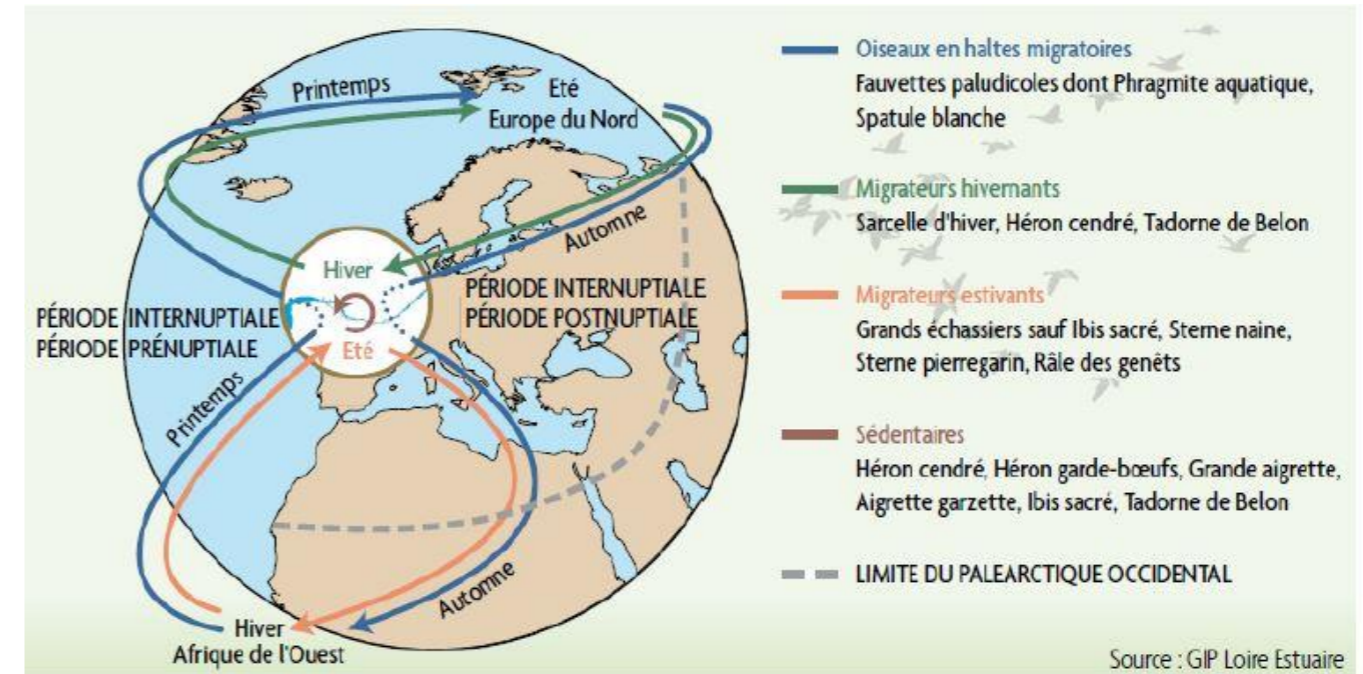 Printemps
Eté
Europe du Nord
Automne
Hiver
PÉRIODE INTERNUPTIALE
PÉRIODE POSTNUPTIALE
PÉRIODE INTERNUPTIALE
PÉRIODE PRÉNUPTIALE
Eté
Printemps
Automne
Hiver
Afrique de l'Ouest
Oiseaux en haltes migratoires
Fauvettes paludicoles dont Phragmite aquatique,
Spatule blanche
Migrateurs hivernants
Sarcelle d'hiver, Héron cendré, Tadorne de Belon
Migrateurs estivants
Grands échassiers sauf Ibis sacré, Sterne naine,
Sterne pierregarin, Râle des genêts
Sédentaires
Héron cendré, Héron garde-bœufs, Grande aigrette,
Aigrette garzette, Ibis sacré, Tadorne de Belon
LIMITE DU PALEARCTIQUE OCCIDENTAL
Source : GIP Loire Estuaire